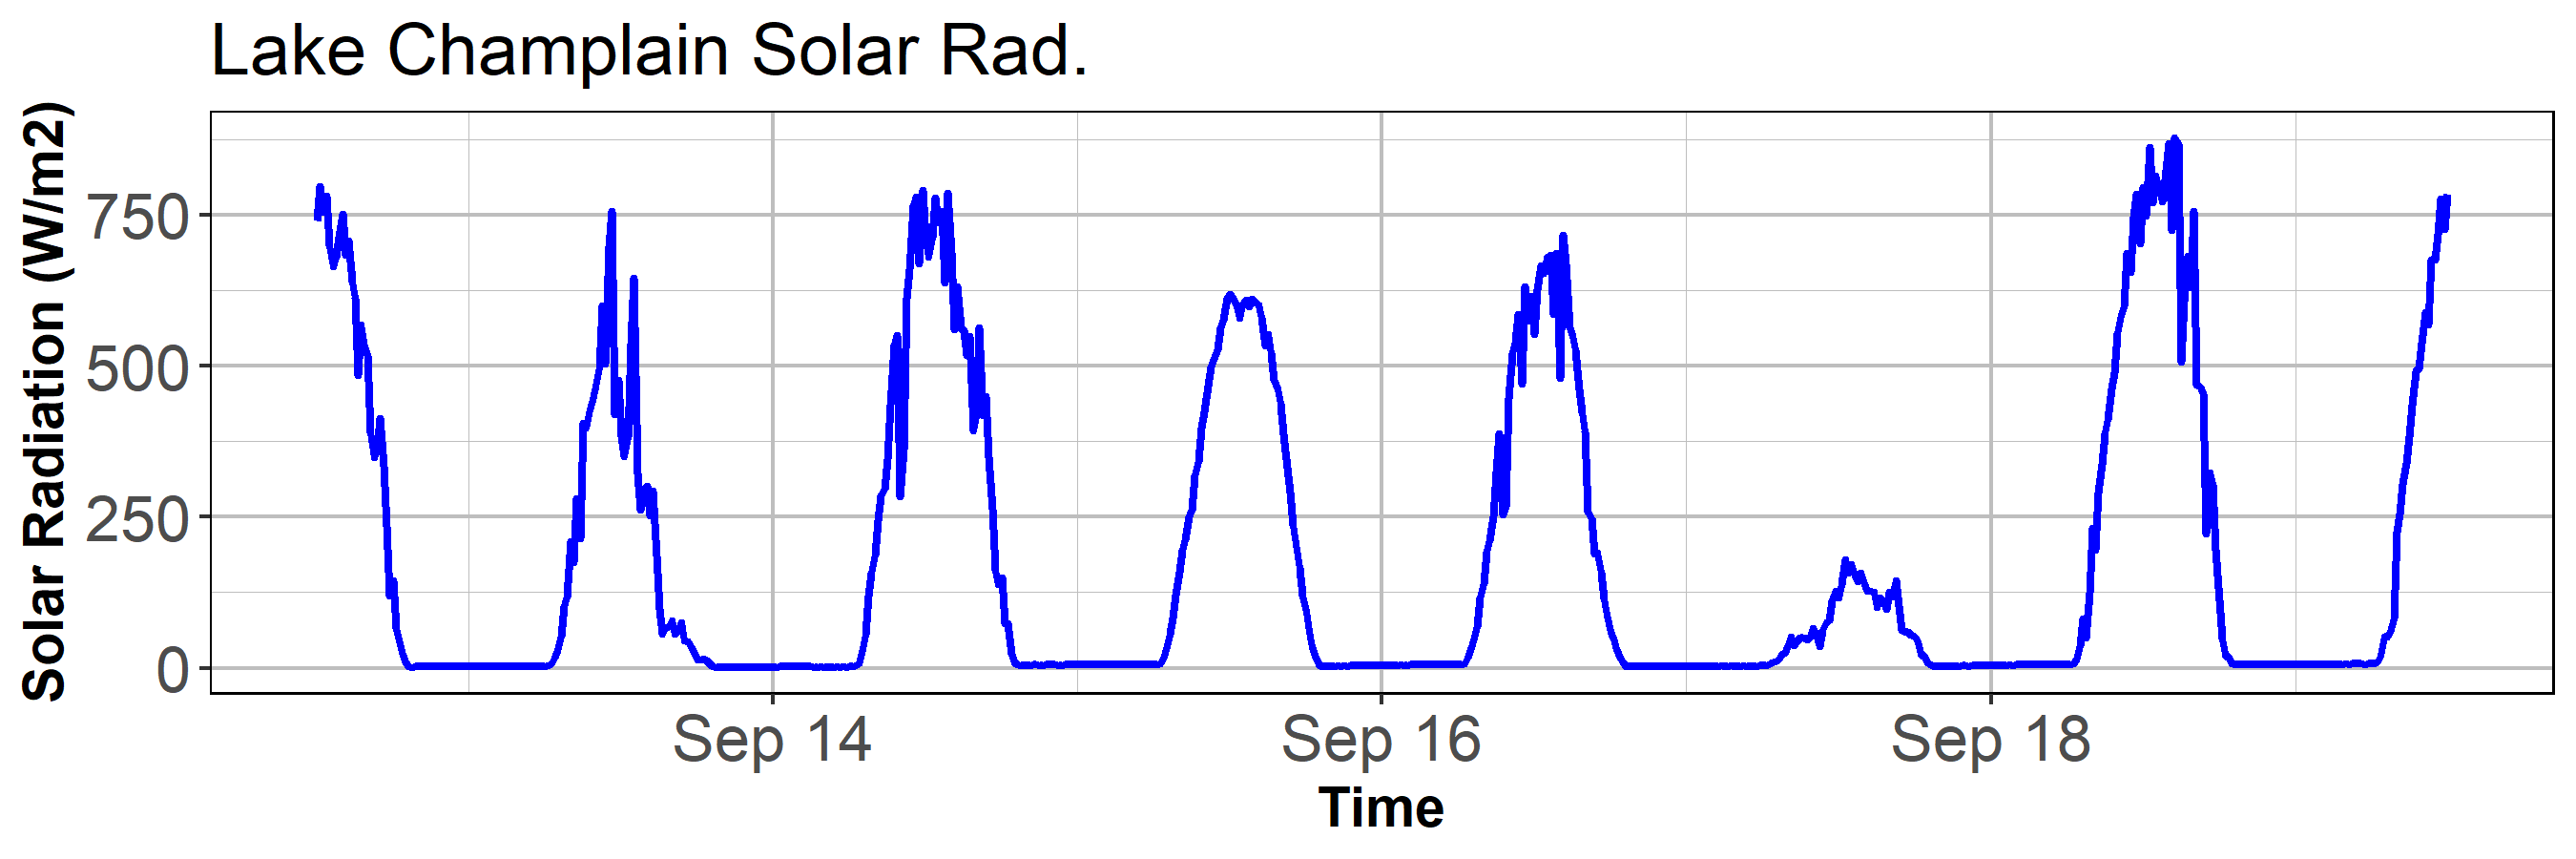 Lake Champlain Solar Rad.
Solar Radiation (W/m2)
750
500
250
0
Sep 14
Sep 16
Sep 18
Time